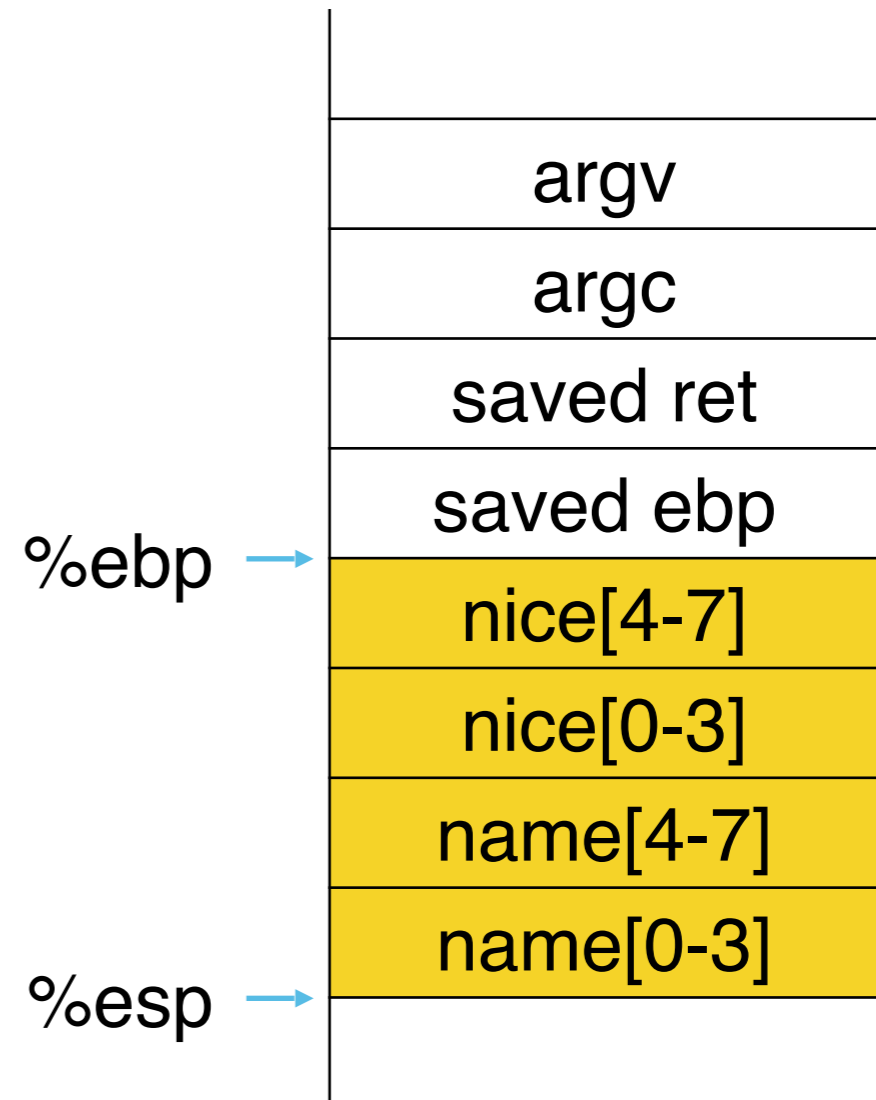 argv
argc
saved ret
saved ebp
%ebp
nice[4-7]
nice[0-3]
name[4-7]
name[0-3]
%esp